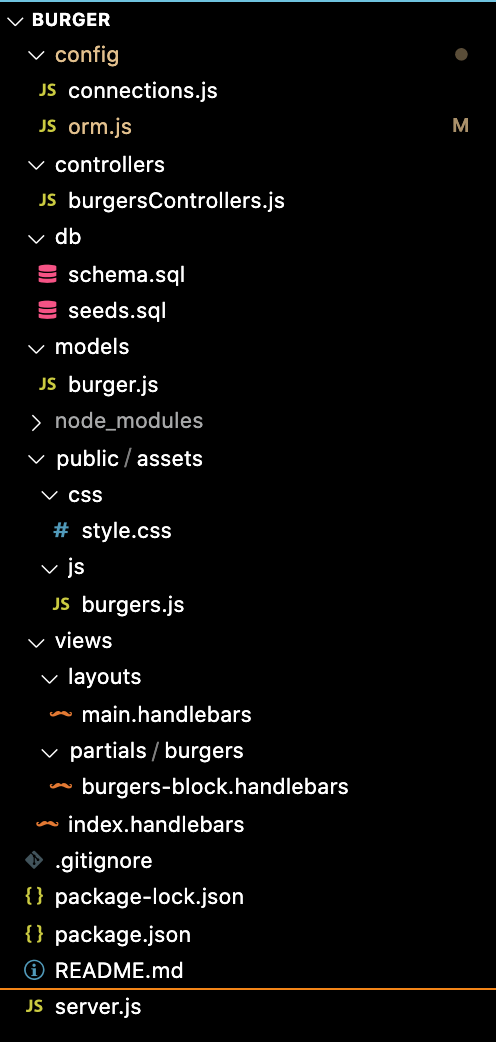 BURGER
config
JS connections.js
JS orm.js M
controllers
JS burgersControllers.js
db
schema.sql
seeds.sql
models
JS burger.js
node_modules
public / assets
css
# style.css
js
JS burgers.js
views
layouts
main.handlebars
partials / burgers
burgers-block.handlebars
index.handlebars
.gitignore
{} package-lock.json
{} package.json
README.md
JS server.js